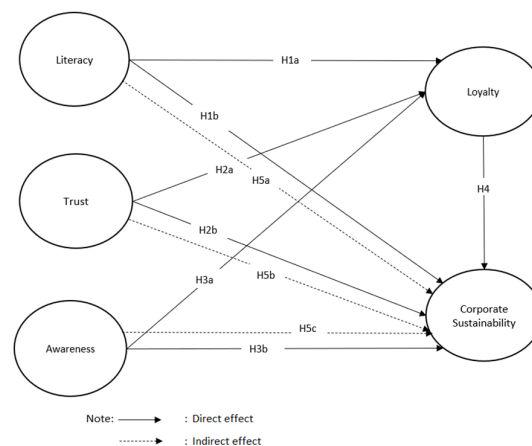 Literacy
H1a
Loyalty
H1b
H2a
H5a
H4
Trust
H2b
H5b
H3a
Corporate
Sustainability
H5c
Awareness
H3b
Note:
: Direct effect
: Indirect effect